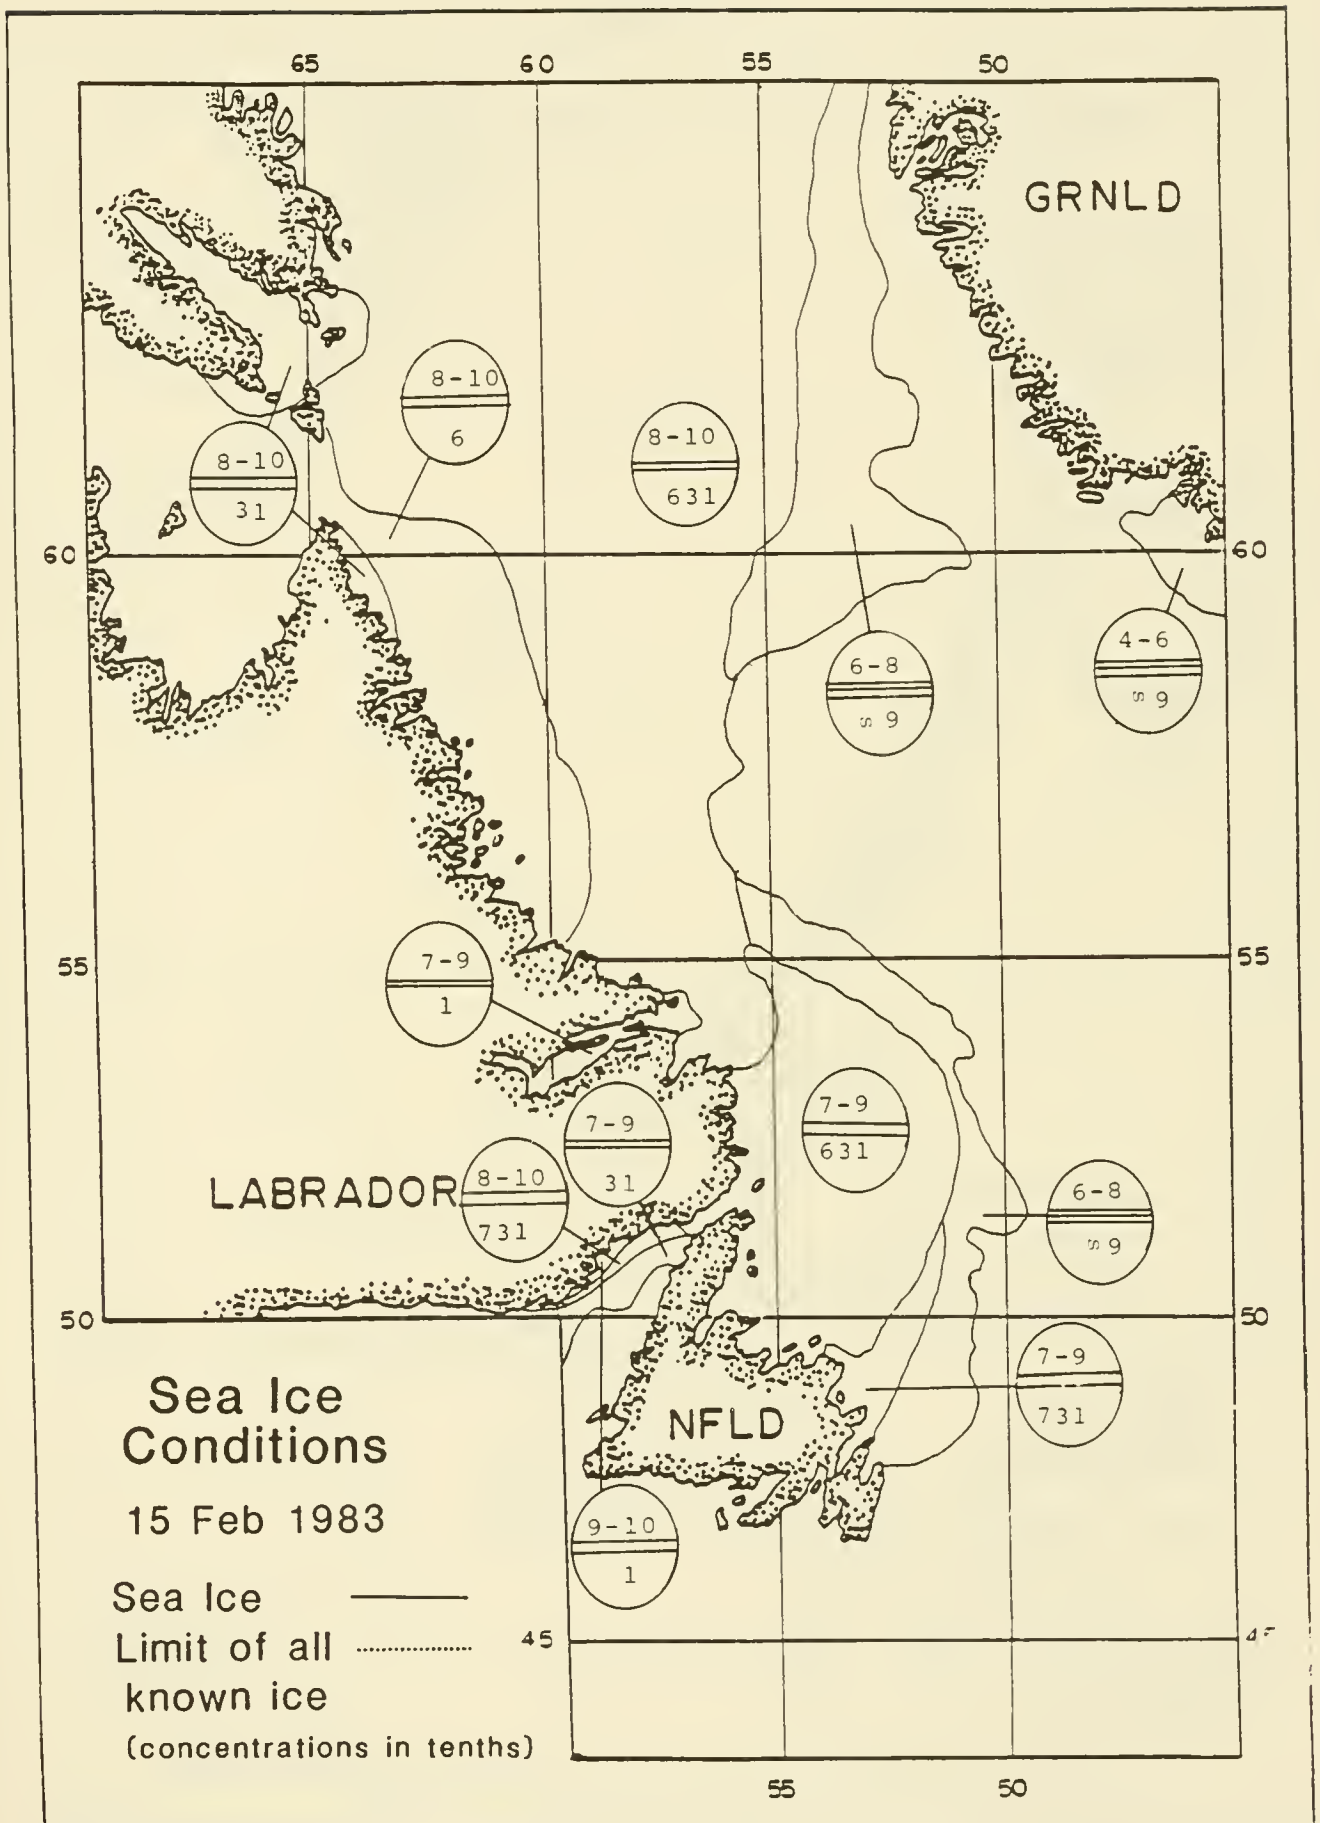 65 60 55 50
GRNLD
8-10
6
8-10
631
8-10
31
60 60
4-6
s 9
6-8
s 9
7-9
1
55 55
7-9
631
7-9
31
8-10
731
LABRADOR
6-8
s 9
50 50
7-9
731
NFLD
Sea Ice
Conditions
15 Feb 1983
9-10
1
Sea Ice
Limit of all
known ice
(concentrations in tenths)
45
55 50